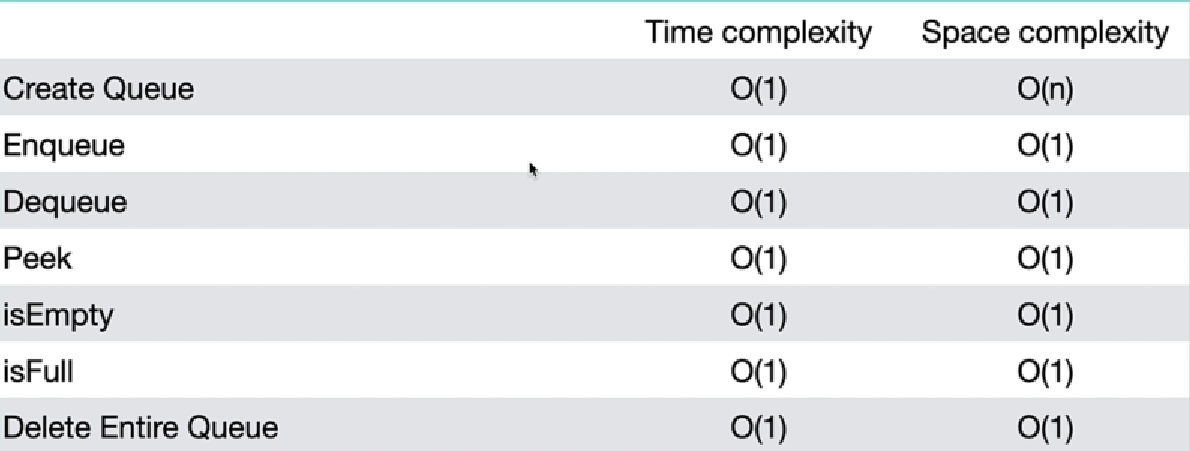 Time complexity Space complexity
Create Queue O(1) O(n)
Enqueue O(1) O(1)
Dequeue O(1) O(1)
Peek O(1) O(1)
isEmpty O(1) O(1)
isFull O(1) O(1)
Delete Entire Queue O(1) O(1)